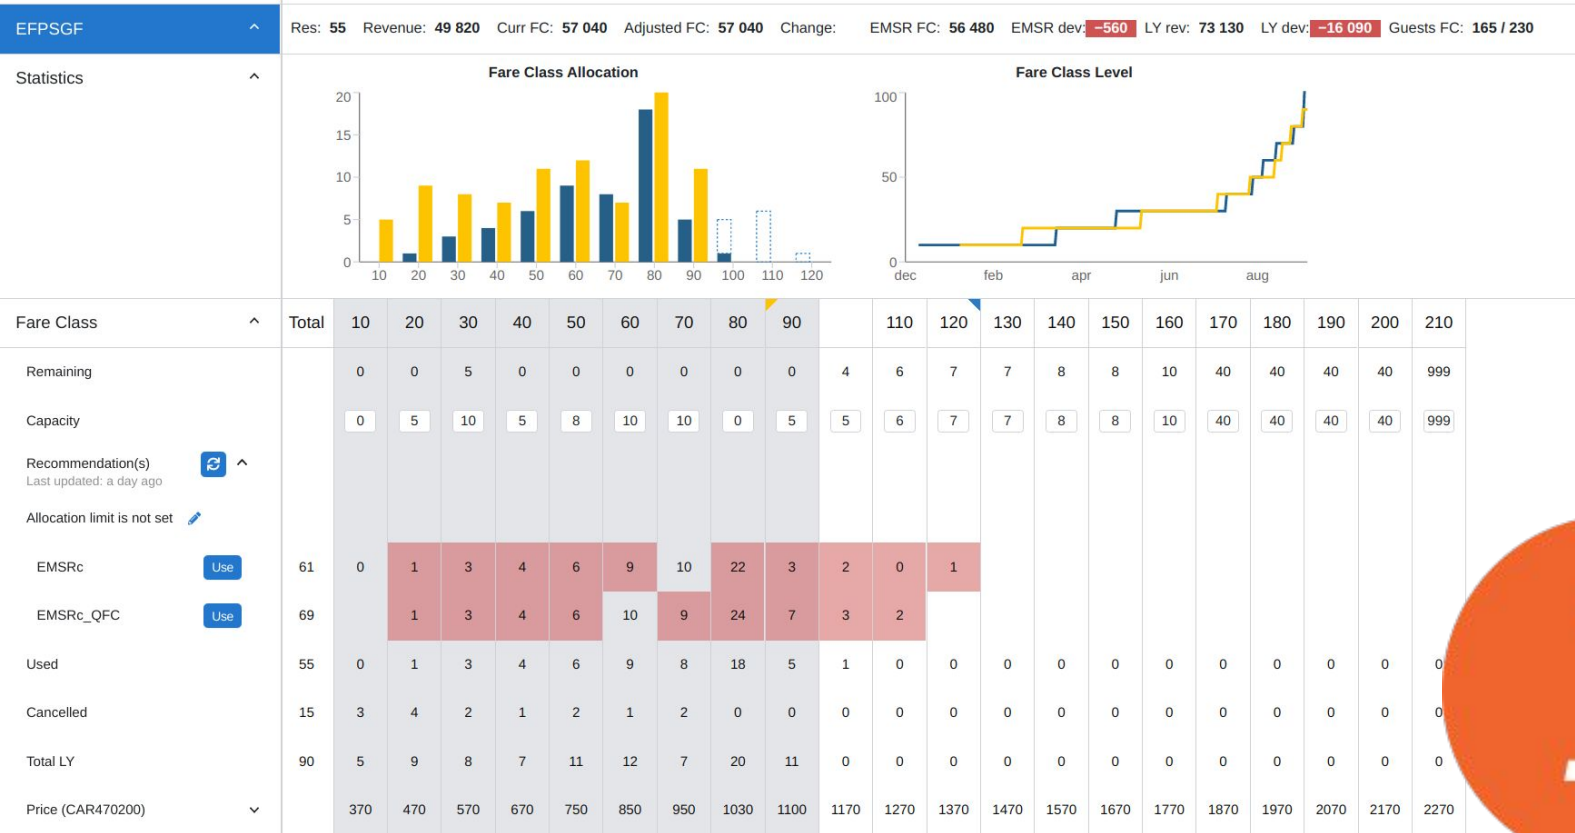 EFPSGF
Res: 55 Revenue: 49 820 Curr FC: 57 040 Adjusted FC: 57 040 Change: EMSR FC: 56 480 EMSR dev: −560 LY rev: 73 130 LY dev: −16 090 Guests FC: 165 / 230
Statistics
Fare Class Allocation
20
15
10
5
0
10 20 30 40 50 60 70 80 90 100 110 120
Fare Class Level
100
50
0
dec feb apr jun aug
Fare Class Total 10 20 30 40 50 60 70 80 90 110 120 130 140 150 160 170 180 190 200 210
Remaining 0 0 5 0 0 0 0 0 0 4 6 7 7 8 8 10 40 40 40 40 999
Capacity 0 5 10 5 8 10 10 0 5 5 6 7 7 8 8 10 40 40 40 40 999
Recommendation(s)
Last updated: a day ago
Allocation limit is not set
EMSRc Use 61 0 1 3 4 6 9 10 22 3 2 0 1
EMSRc_QFC Use 69 1 3 4 6 10 9 24 7 3 2
Used 55 0 1 3 4 6 9 8 18 5 1 0 0 0 0 0 0 0 0 0 0 0
Cancelled 15 3 4 2 1 2 1 2 0 0 0 0 0 0 0 0 0 0 0 0 0 0
Total LY 90 5 9 8 7 11 12 7 20 11 0 0 0 0 0 0 0 0 0 0 0 0
Price (CAR470200) 370 470 570 670 750 850 950 1030 1100 1170 1270 1370 1470 1570 1670 1770 1870 1970 2070 2170 2270